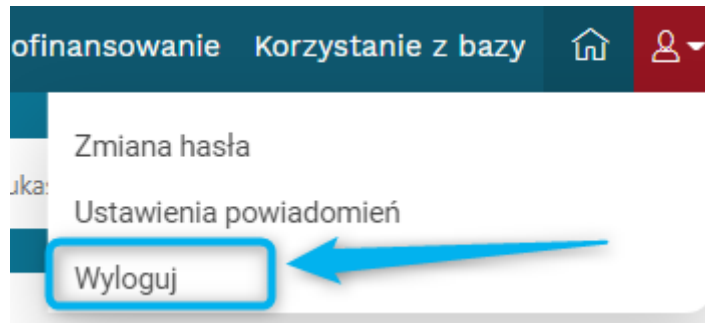 ofinansowanie Korzystanie z bazy
Zmiana hasła
Ustawienia powiadomień
Wyloguj